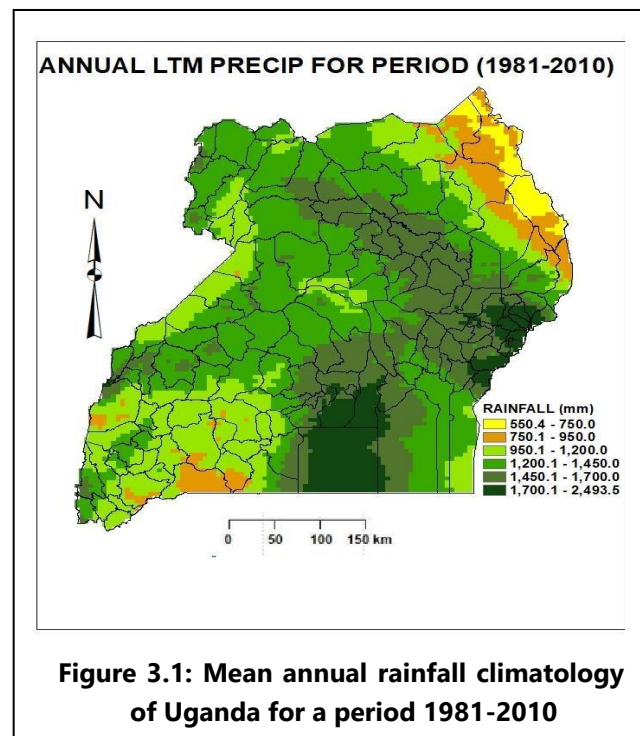 ANNUAL LTM PRECIP FOR PERIOD (1981-2010)
N
RAINFALL (mm)
550.4 - 750.0
750.1 - 950.0
950.1 - 1,200.0
1,200.1 - 1,450.0
1,450.1 - 1,700.0
1,700.1 - 2,493.5
0 50 100 150 km
Figure 3.1: Mean annual rainfall climatology
of Uganda for a period 1981-2010